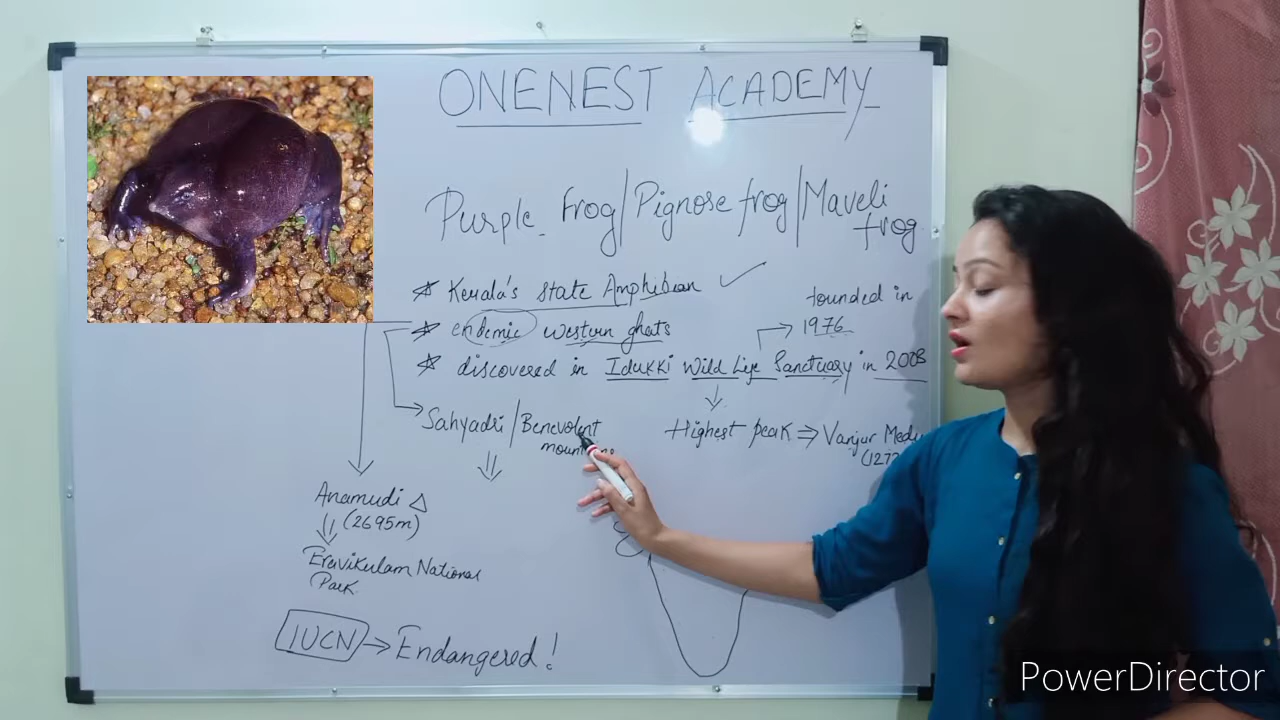 ONENEST ACADEMY
Purple frog/Pignose frog/Maveli
frog
* Kerala's state Amphibian ✓
founded in
* endemic western ghats
→ 1976
* discovered in Idukki Wild Life Sanctuary in 2008
Sahyadri/Benevolent
Highest peak ⇒ Vanjur
Anamudi △
(2695m)
Eravikulam National
Park
IUCN → Endangered!
PowerDirector